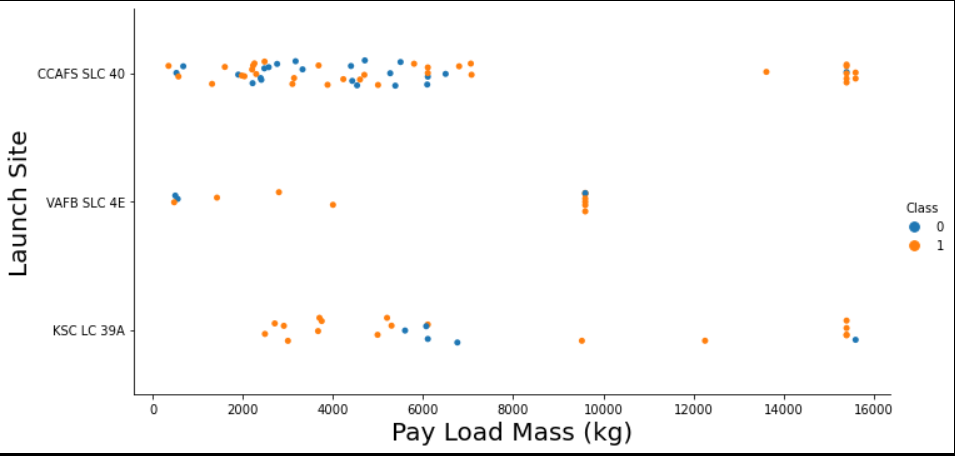 Launch Site
CCAFS SLC 40
VAFB SLC 4E
KSC LC 39A
0 2000 4000 6000 8000 10000 12000 14000 16000
Pay Load Mass (kg)
Class
0
1